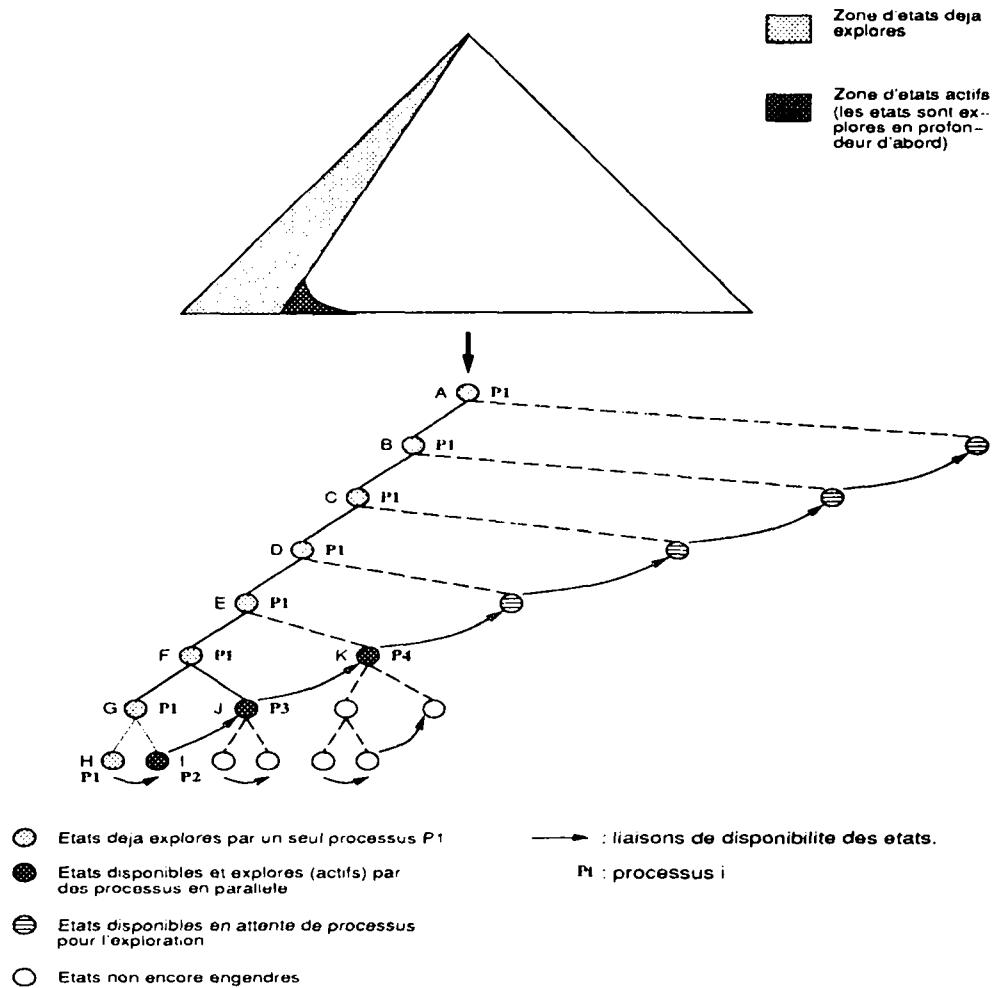 Zone d'etats deja
explores
Zone d'etats actifs
(les etats sont ex--
plores en profon-
deur d'abord)
A P1
B P1
C P1
D P1
E P1
F P1
K P4
G P1
J P3
H
I
P1
P2
Etats deja explores par un seul processus P1
Etats disponibles et explores (actifs) par
des processus en parallele
Etats disponibles en attente de processus
pour l'exploration
Etats non encore engendres
: liaisons de disponibilite des etats.
Pi : processus i